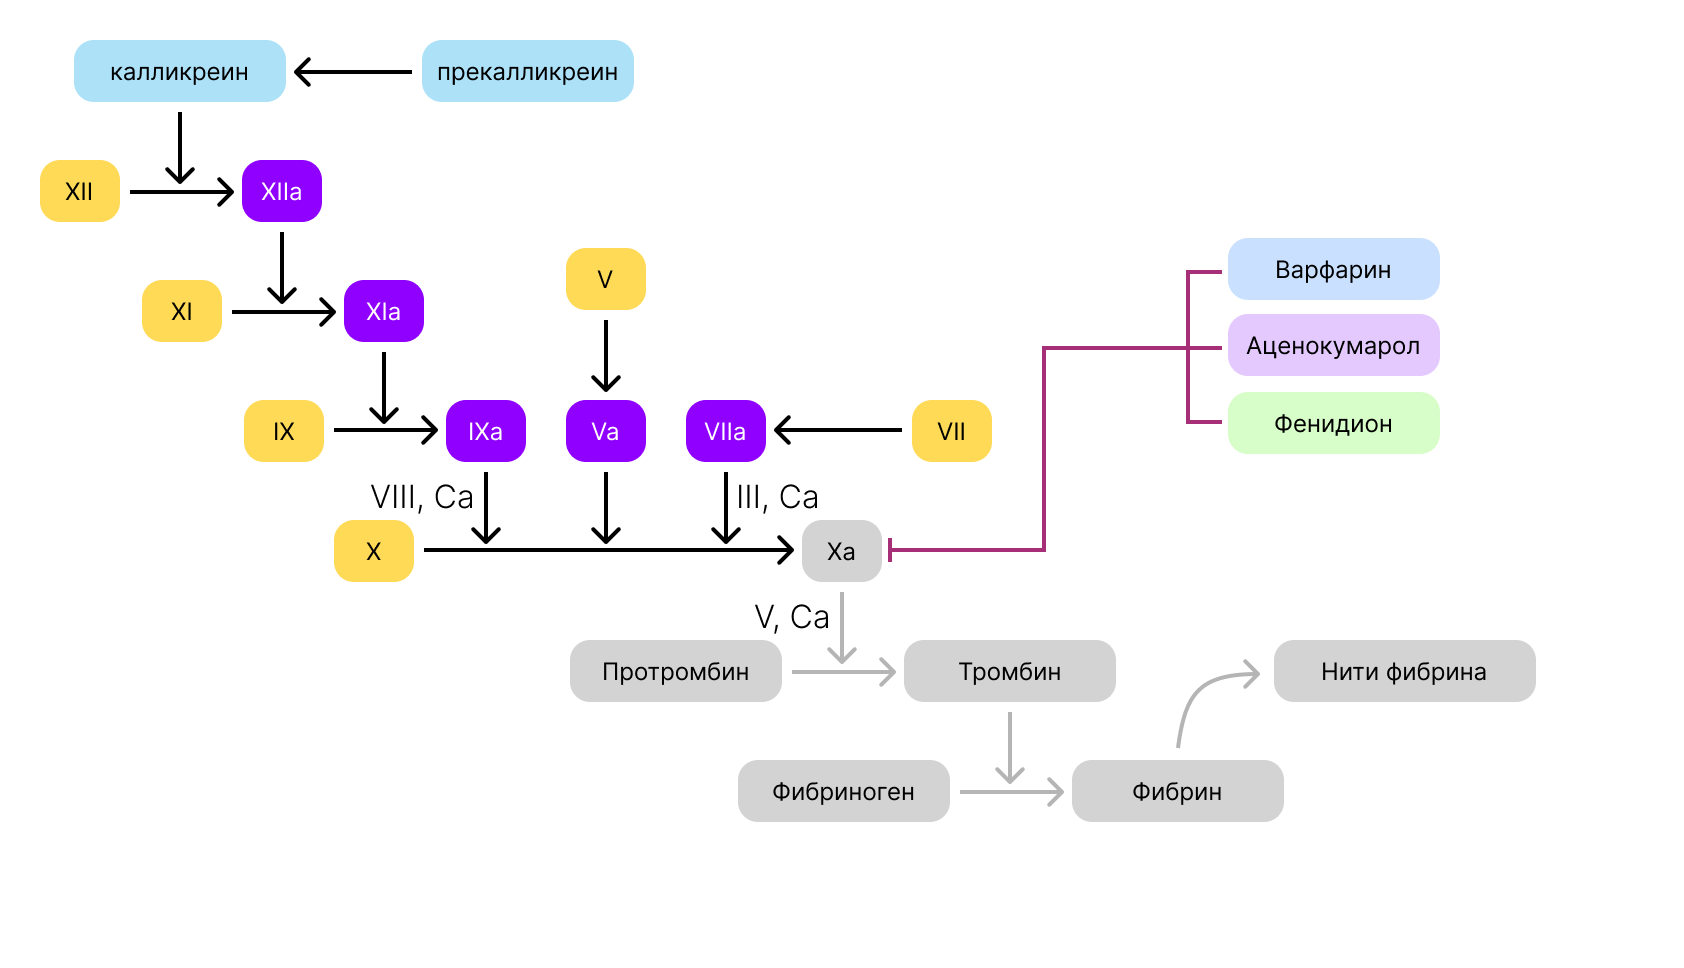 калликреин
прекалликреин
XII
XIIa
XI
XIa
V
Варфарин
Аценокумарол
Фенидион
IX
IXa
Va
VIIa
VII
VIII, Ca
III, Ca
X
Xa
V, Ca
Протромбин
Тромбин
Нити фибрина
Фибриноген
Фибрин